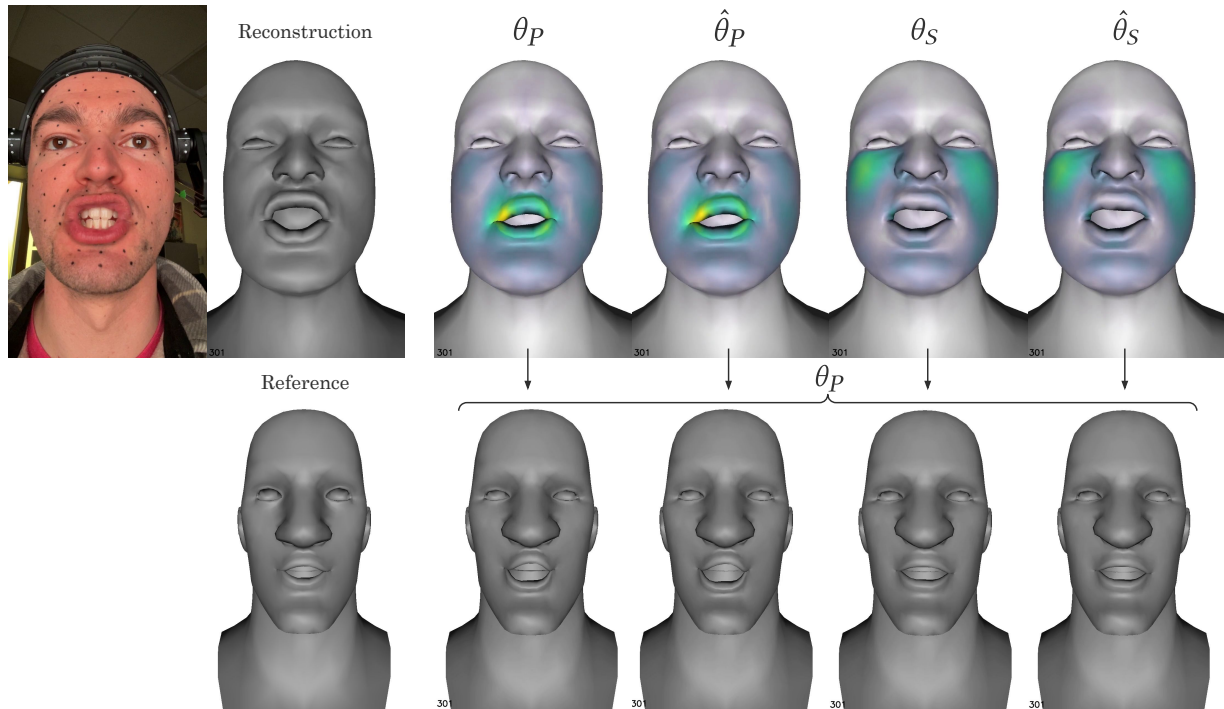 Reconstruction θ_P θ̂_P θ_S θ̂_S
301 301 301 301 301
Reference θ_P
301 301 301 301